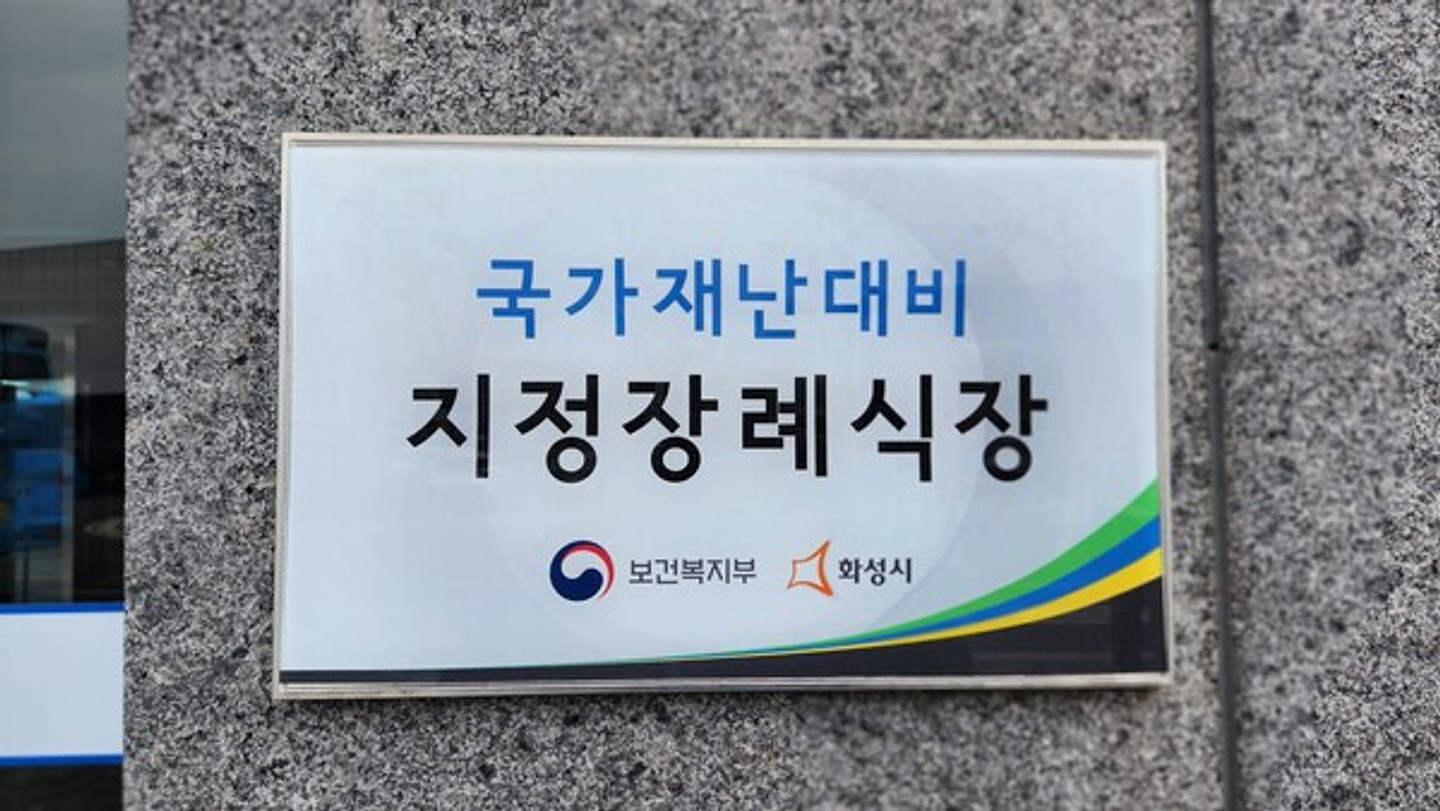 국가재난대비
지정장례식장
보건복지부 화성시